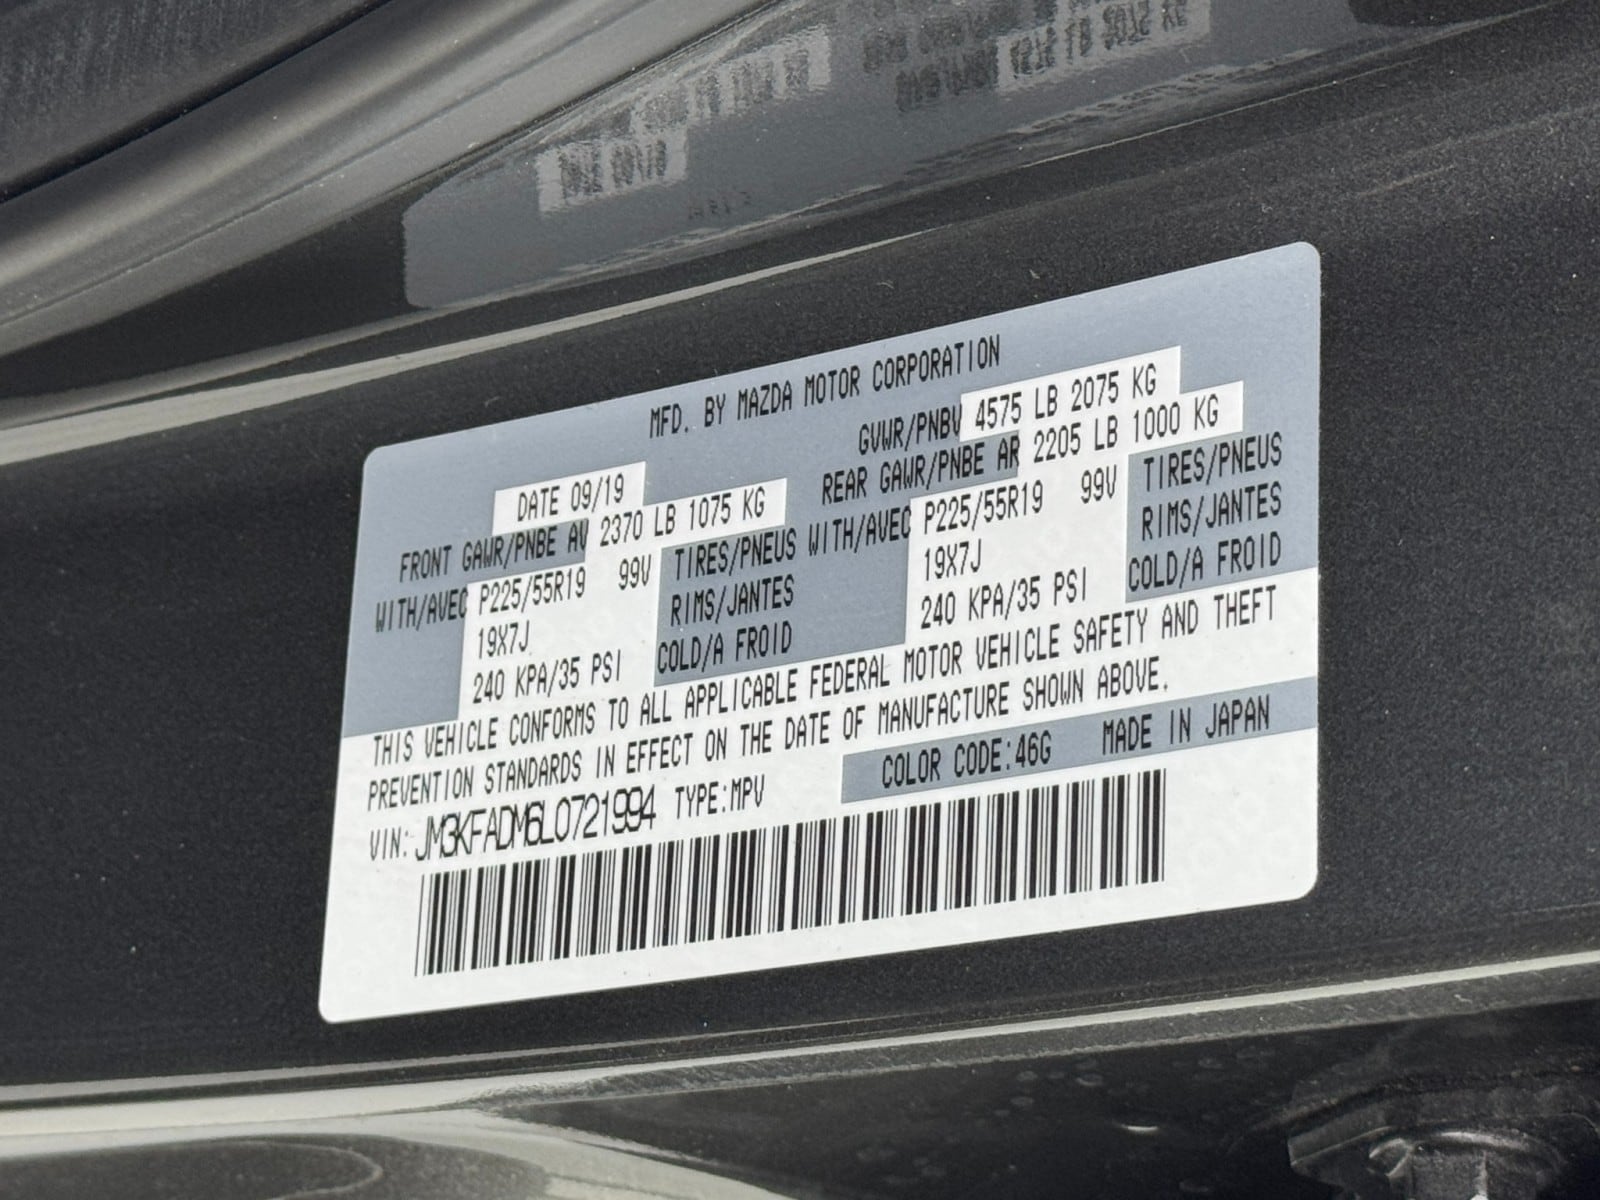 MFD. BY MAZDA MOTOR CORPORATION
DATE 09/19 GVWR/PNBV 4575 LB 2075 KG
FRONT GAWR/PNBE AV 2370 LB 1075 KG REAR GAWR/PNBE AR 2205 LB 1000 KG
WITH/AVEC P225/55R19 99V TIRES/PNEUS WITH/AVEC P225/55R19 99V TIRES/PNEUS
19X7J RIMS/JANTES 19X7J RIMS/JANTES
240 KPA/35 PSI COLD/A FROID 240 KPA/35 PSI COLD/A FROID
THIS VEHICLE CONFORMS TO ALL APPLICABLE FEDERAL MOTOR VEHICLE SAFETY AND THEFT
PREVENTION STANDARDS IN EFFECT ON THE DATE OF MANUFACTURE SHOWN ABOVE.
VIN: JM3KFADM6L0721994 TYPE:MPV COLOR CODE:46G MADE IN JAPAN